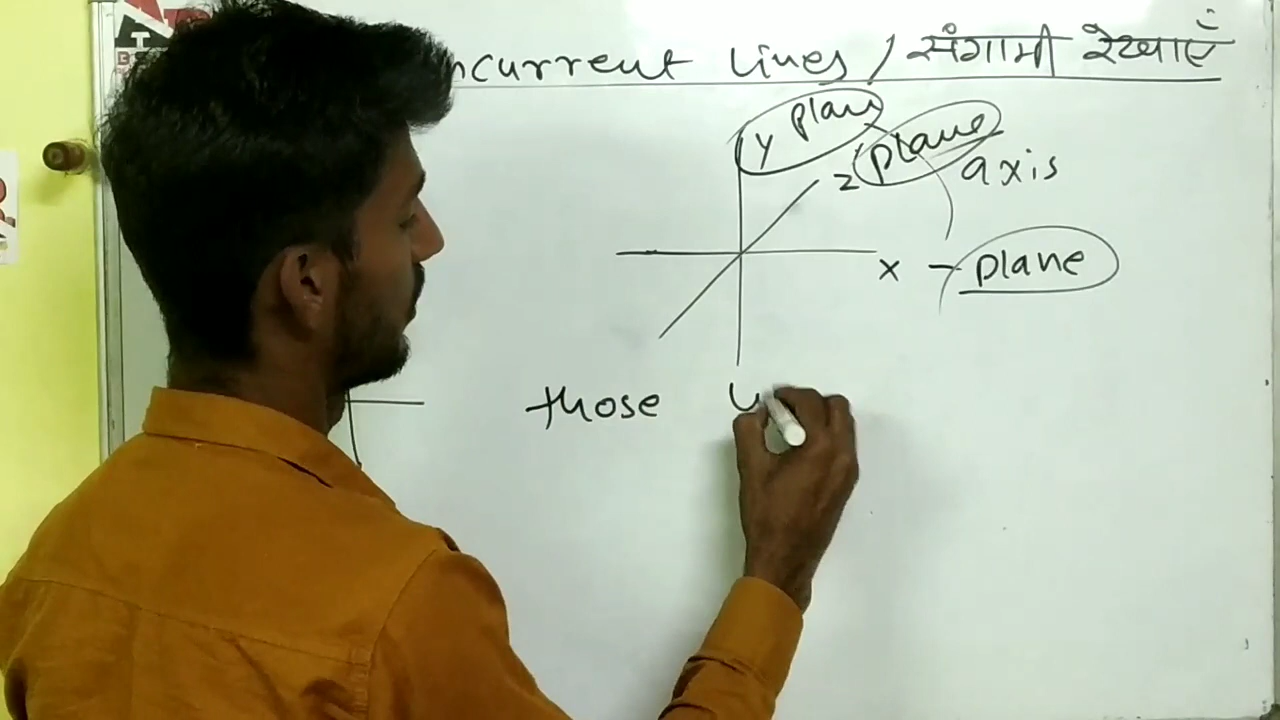 ncurrent lines / संगामी रेखाएं
y plane
z plane
axis
x - plane
those